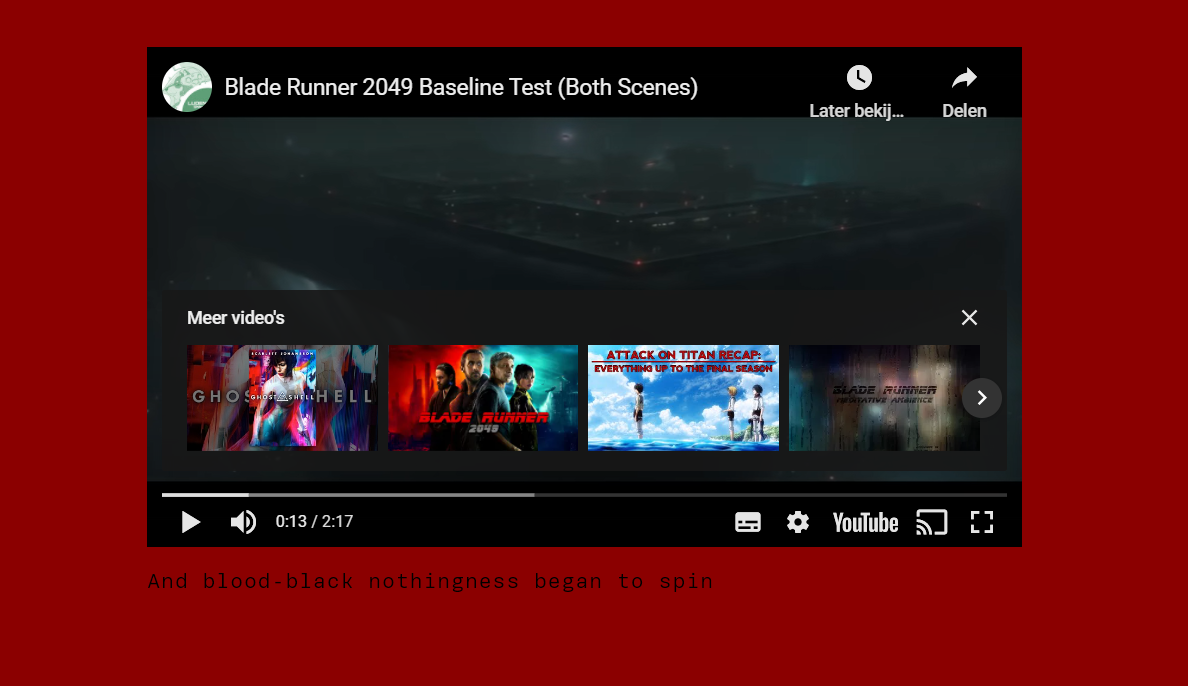 Blade Runner 2049 Baseline Test (Both Scenes)
Later bekij...
Delen
Meer video's
SCARLETT JOHANSSON
GHOST IN THE SHELL
BLADE RUNNER
2049
ATTACK ON TITAN RECAP:
EVERYTHING UP TO THE FINAL SEASON
BLADE RUNNER
AMBIENCE
0:13 / 2:17
YouTube
And blood-black nothingness began to spin